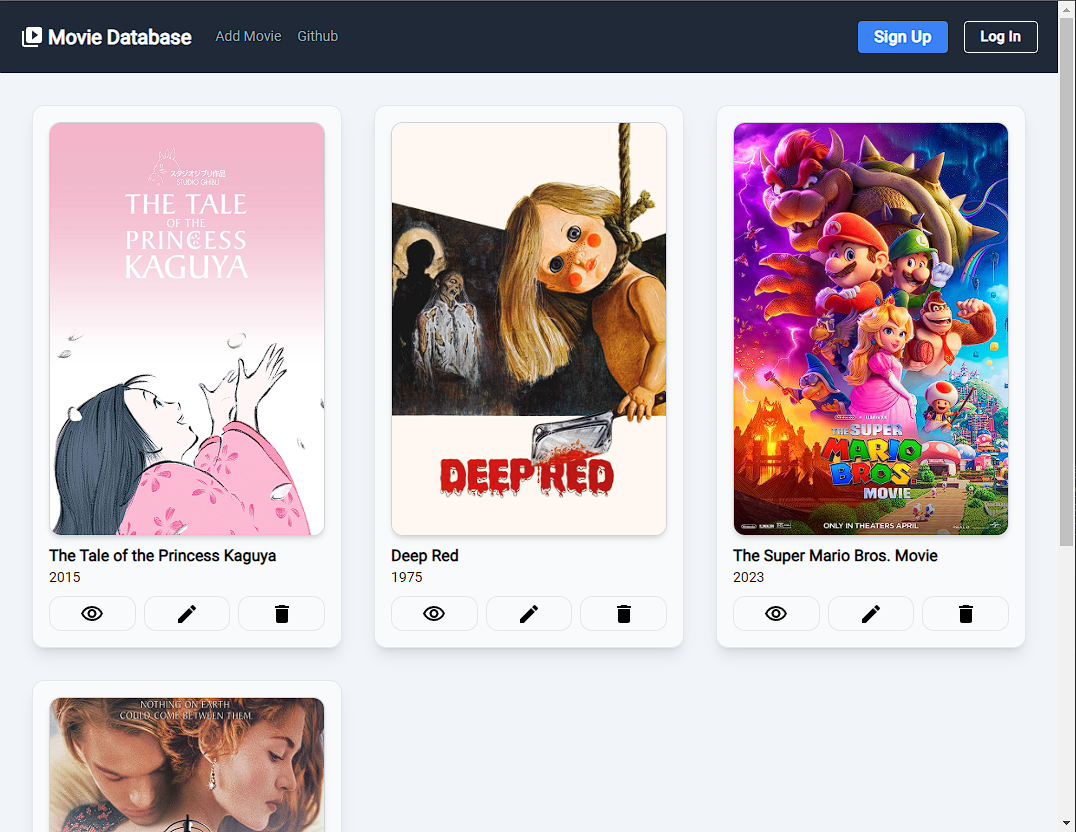 Movie Database
Add Movie
Github
Sign Up
Log In
スタジオジブリ作品
STUDIO GHIBLI
THE TALE
OF THE
PRINCESS
KAGUYA
The Tale of the Princess Kaguya
2015
DEEP RED
Deep Red
1975
THE SUPER
MARIO
BROS.
MOVIE
ONLY IN THEATERS APRIL
The Super Mario Bros. Movie
2023
NOTHING ON EARTH
COULD COME BETWEEN THEM.